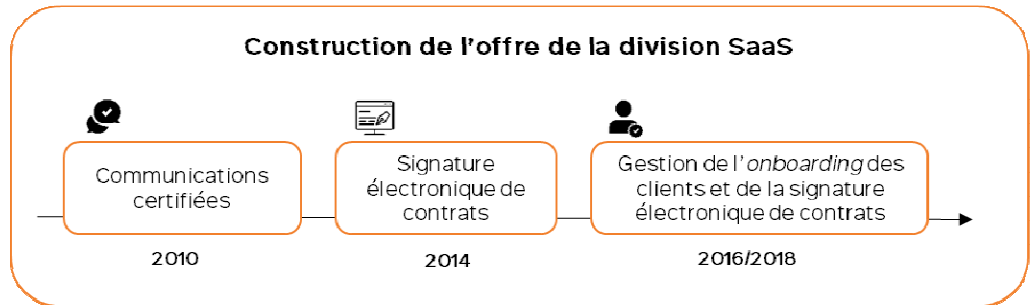 Construction de l'offre de la division SaaS
Communications
certifiées
Signature
électronique de
contrats
Gestion de l'onboarding des
clients et de la signature
électronique de contrats
2010
2014
2016/2018